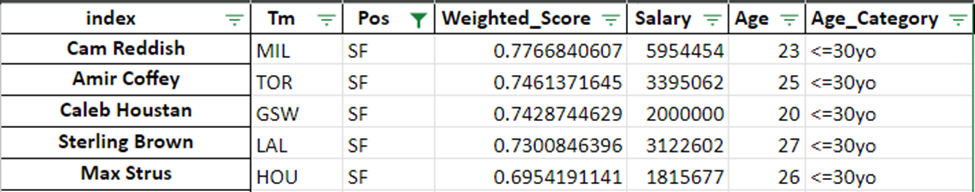 index Tm Pos Weighted_Score Salary Age Age_Category
Cam Reddish MIL SF 0.7766840607 5954454 23 <=30yo
Amir Coffey TOR SF 0.7461371645 3395062 25 <=30yo
Caleb Houstan GSW SF 0.7428744629 2000000 20 <=30yo
Sterling Brown LAL SF 0.7300846396 3122602 27 <=30yo
Max Strus HOU SF 0.6954191141 1815677 26 <=30yo